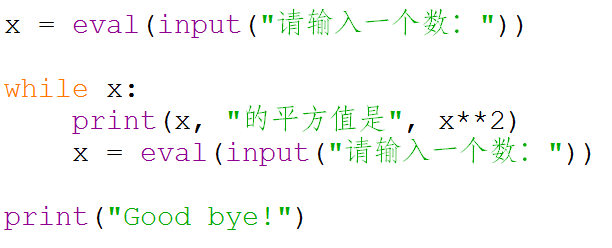 x = eval(input("请输入一个数："))
while x:
    print(x, "的平方值是", x**2)
    x = eval(input("请输入一个数："))
print("Good bye!")